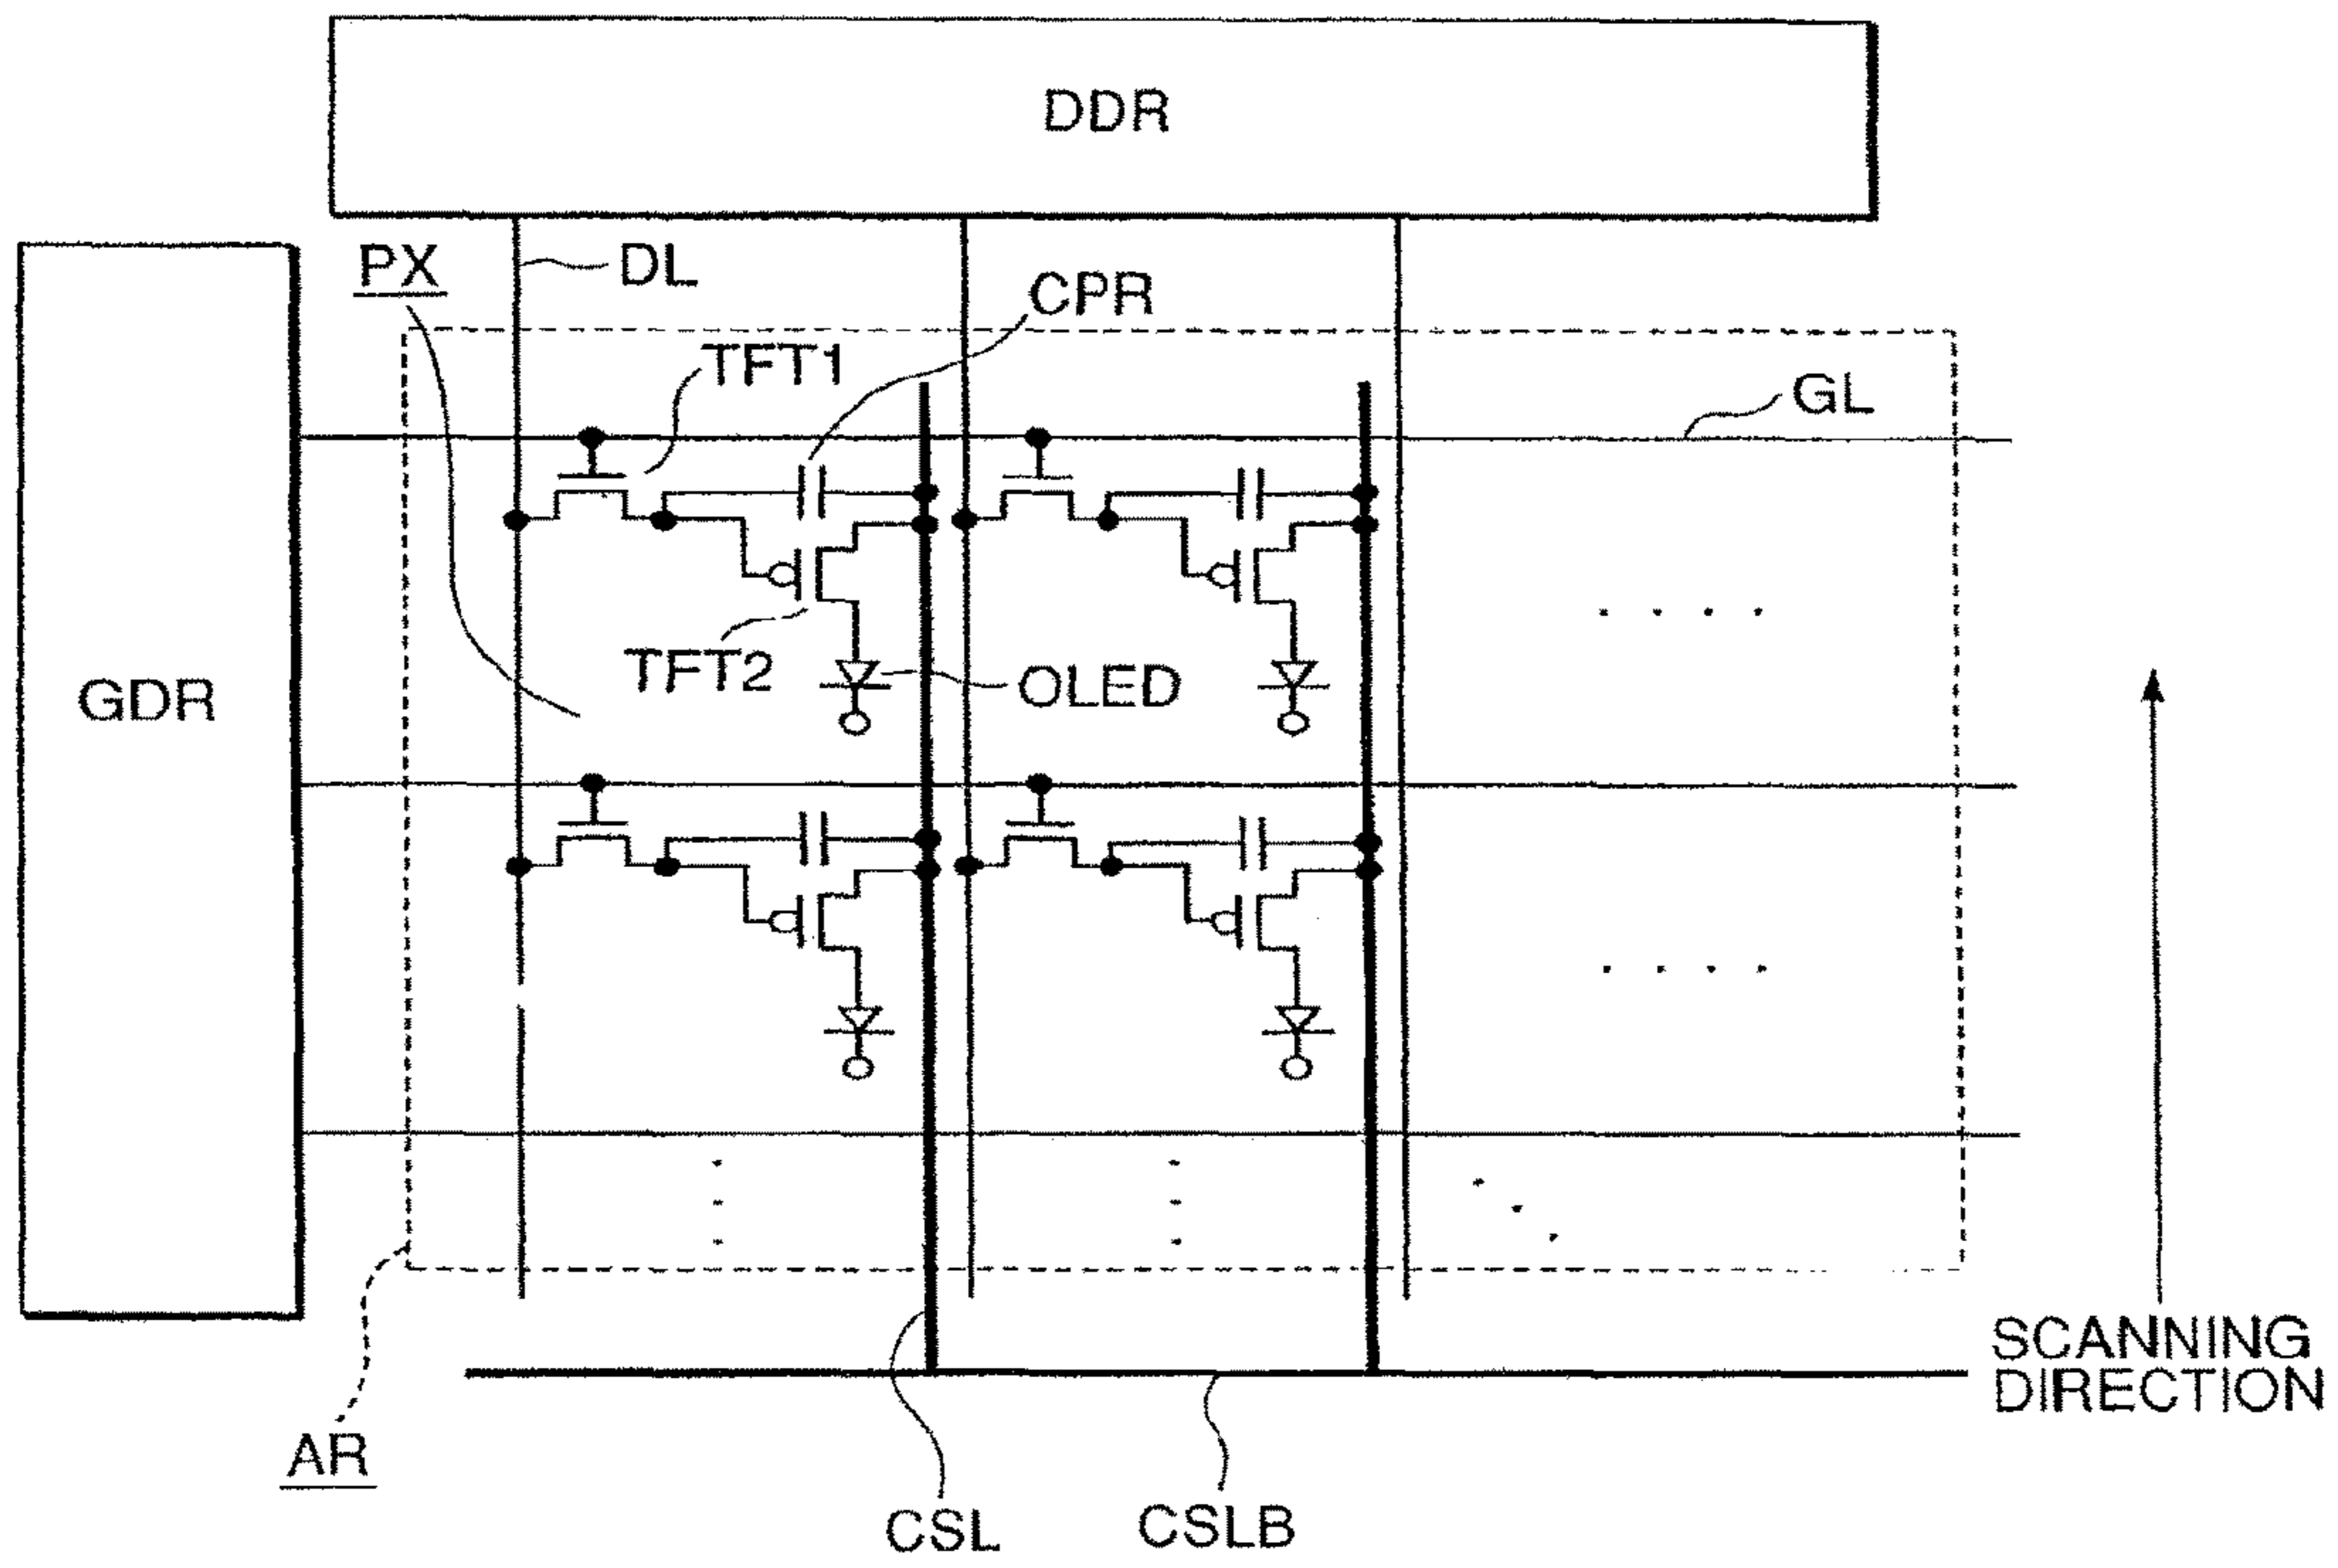 DDR
PX
DL
CPR
TFT1
GL
GDR
TFT2
OLED
SCANNING
DIRECTION
AR
CSL
CSLB